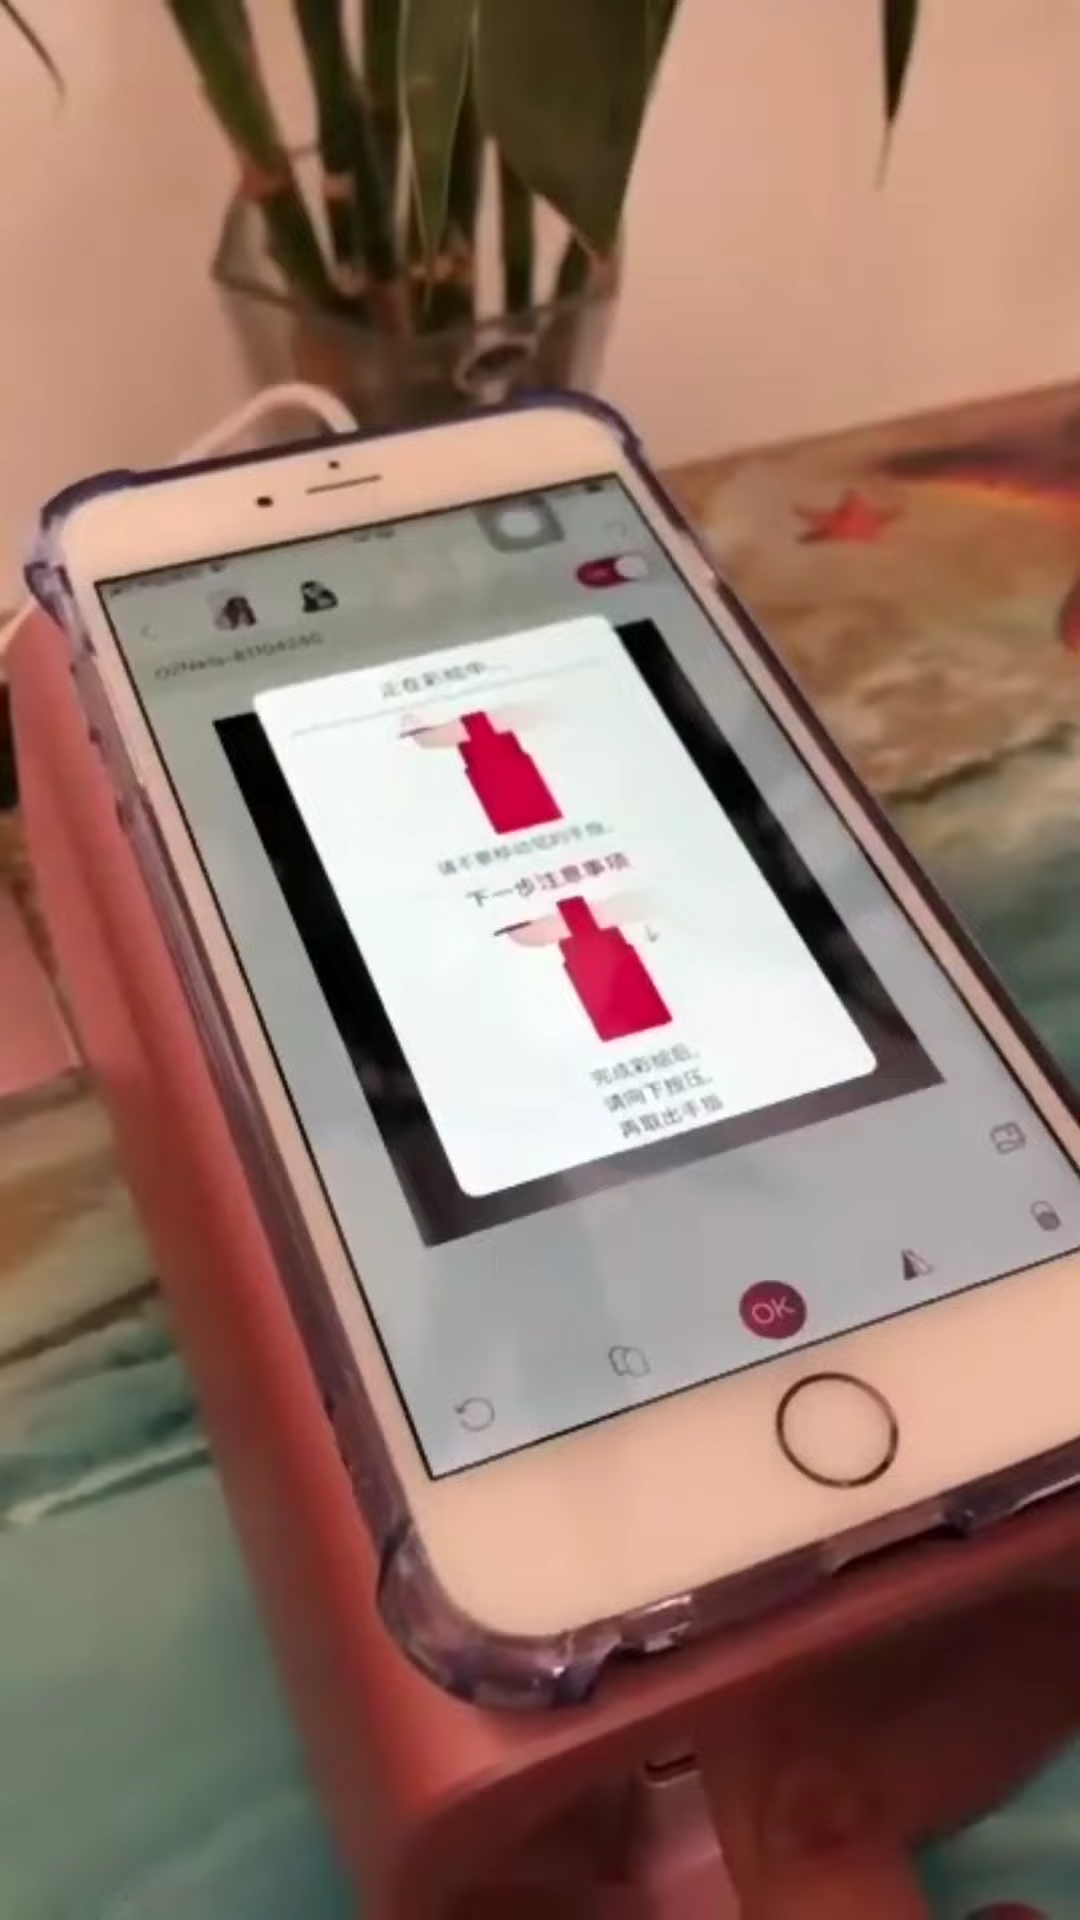 正在彩绘中...
请不要移动您的手指。
下一步注意事项
完成彩绘后，
请向下按压，
再取出手指
OK